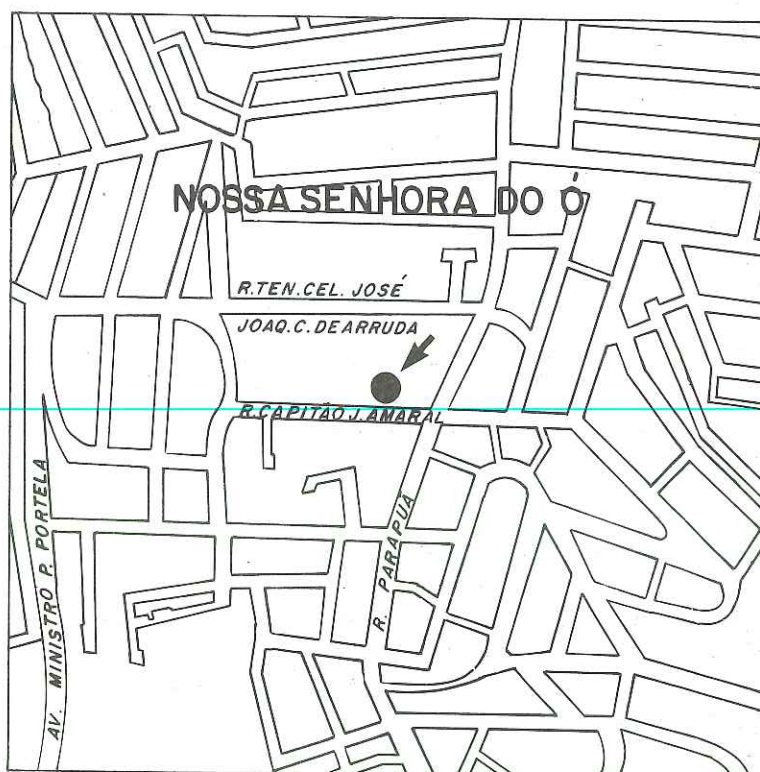 NOSSA SENHORA DO Ó
R. TEN. CEL. JOSÉ
JOAQ. C. DE ARRUDA
R. CAPITÃO J. AMARAL
R. PARAPUÃ
AV. MINISTRO P. PORTELA